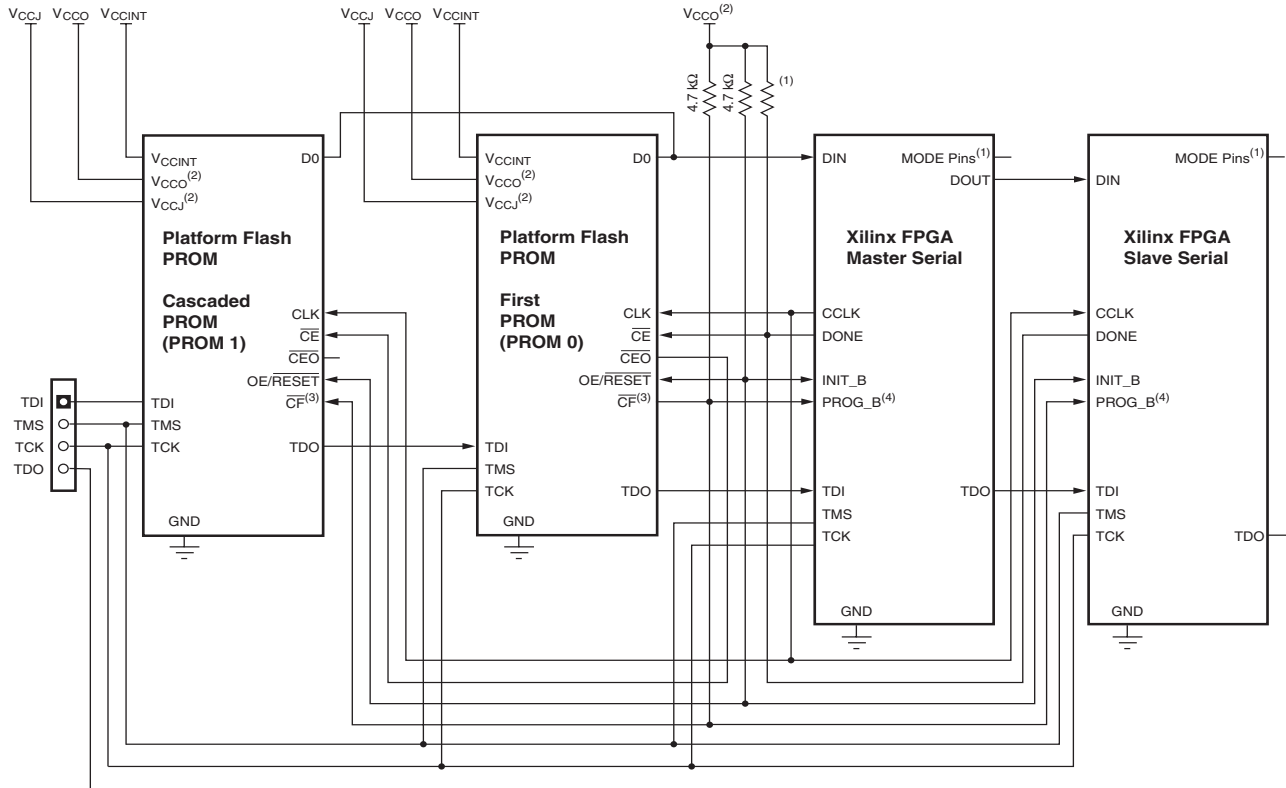 VCCJ VCCO VCCINT
VCCJ VCCO VCCINT
VCCO(2)
4.7 kΩ
4.7 kΩ
(1)
VCCINT
VCCO(2)
VCCJ(2)
D0
Platform Flash
PROM
Cascaded
PROM
(PROM 1)
CLK
CE
CEO
OE/RESET
CF(3)
TDI
TMS
TCK
TDO
GND
TDI
TMS
TCK
TDO
VCCINT
VCCO(2)
VCCJ(2)
D0
Platform Flash
PROM
First
PROM
(PROM 0)
CLK
CE
CEO
OE/RESET
CF(3)
TDI
TMS
TCK
TDO
GND
DIN
MODE Pins(1)
DOUT
Xilinx FPGA
Master Serial
CCLK
DONE
INIT_B
PROG_B(4)
TDI
TMS
TCK
TDO
GND
MODE Pins(1)
DIN
Xilinx FPGA
Slave Serial
CCLK
DONE
INIT_B
PROG_B(4)
TDI
TMS
TCK
TDO
GND